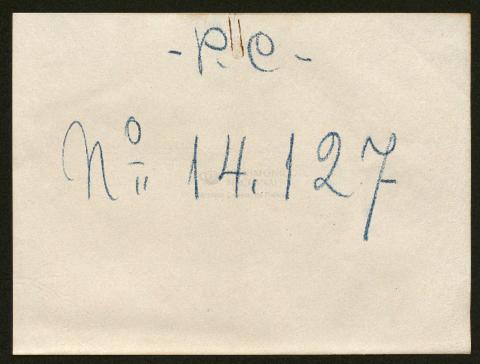 - P. C -
Nº 14.127